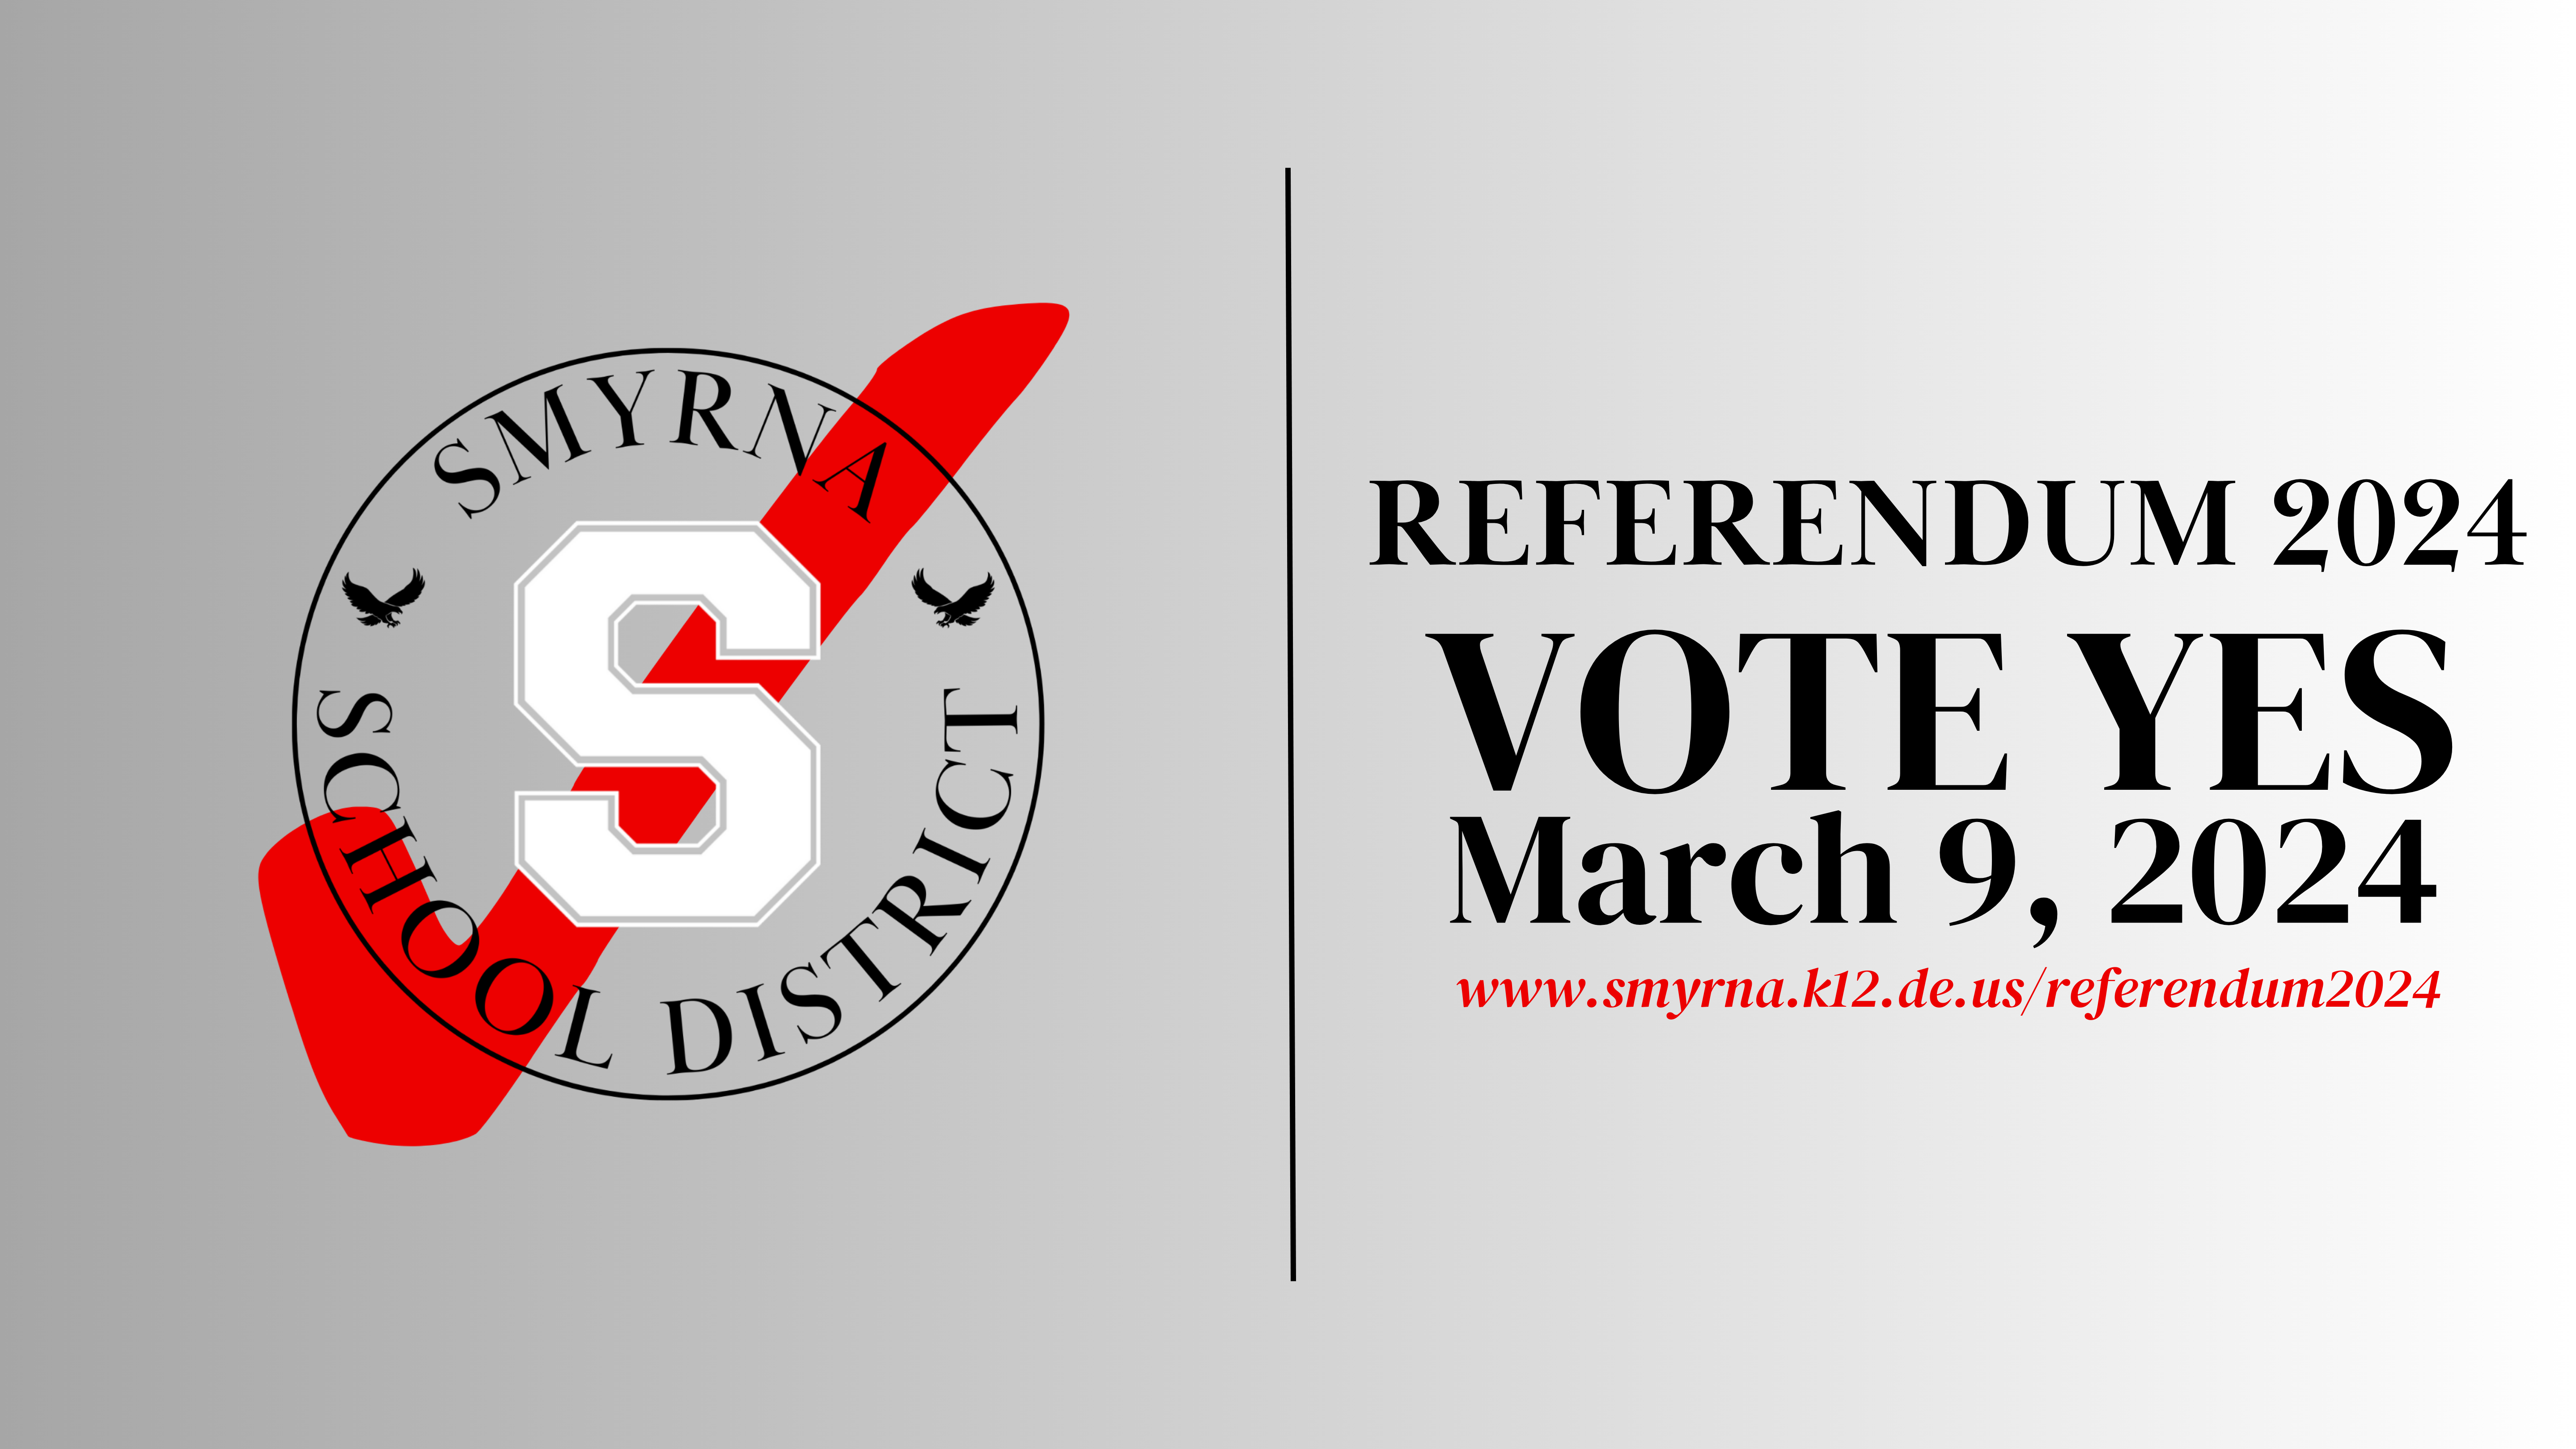 SMYRNA
S
SCHOOL DISTRICT
REFERENDUM 2024
VOTE YES
March 9, 2024
www.smyrna.k12.de.us/referendum2024